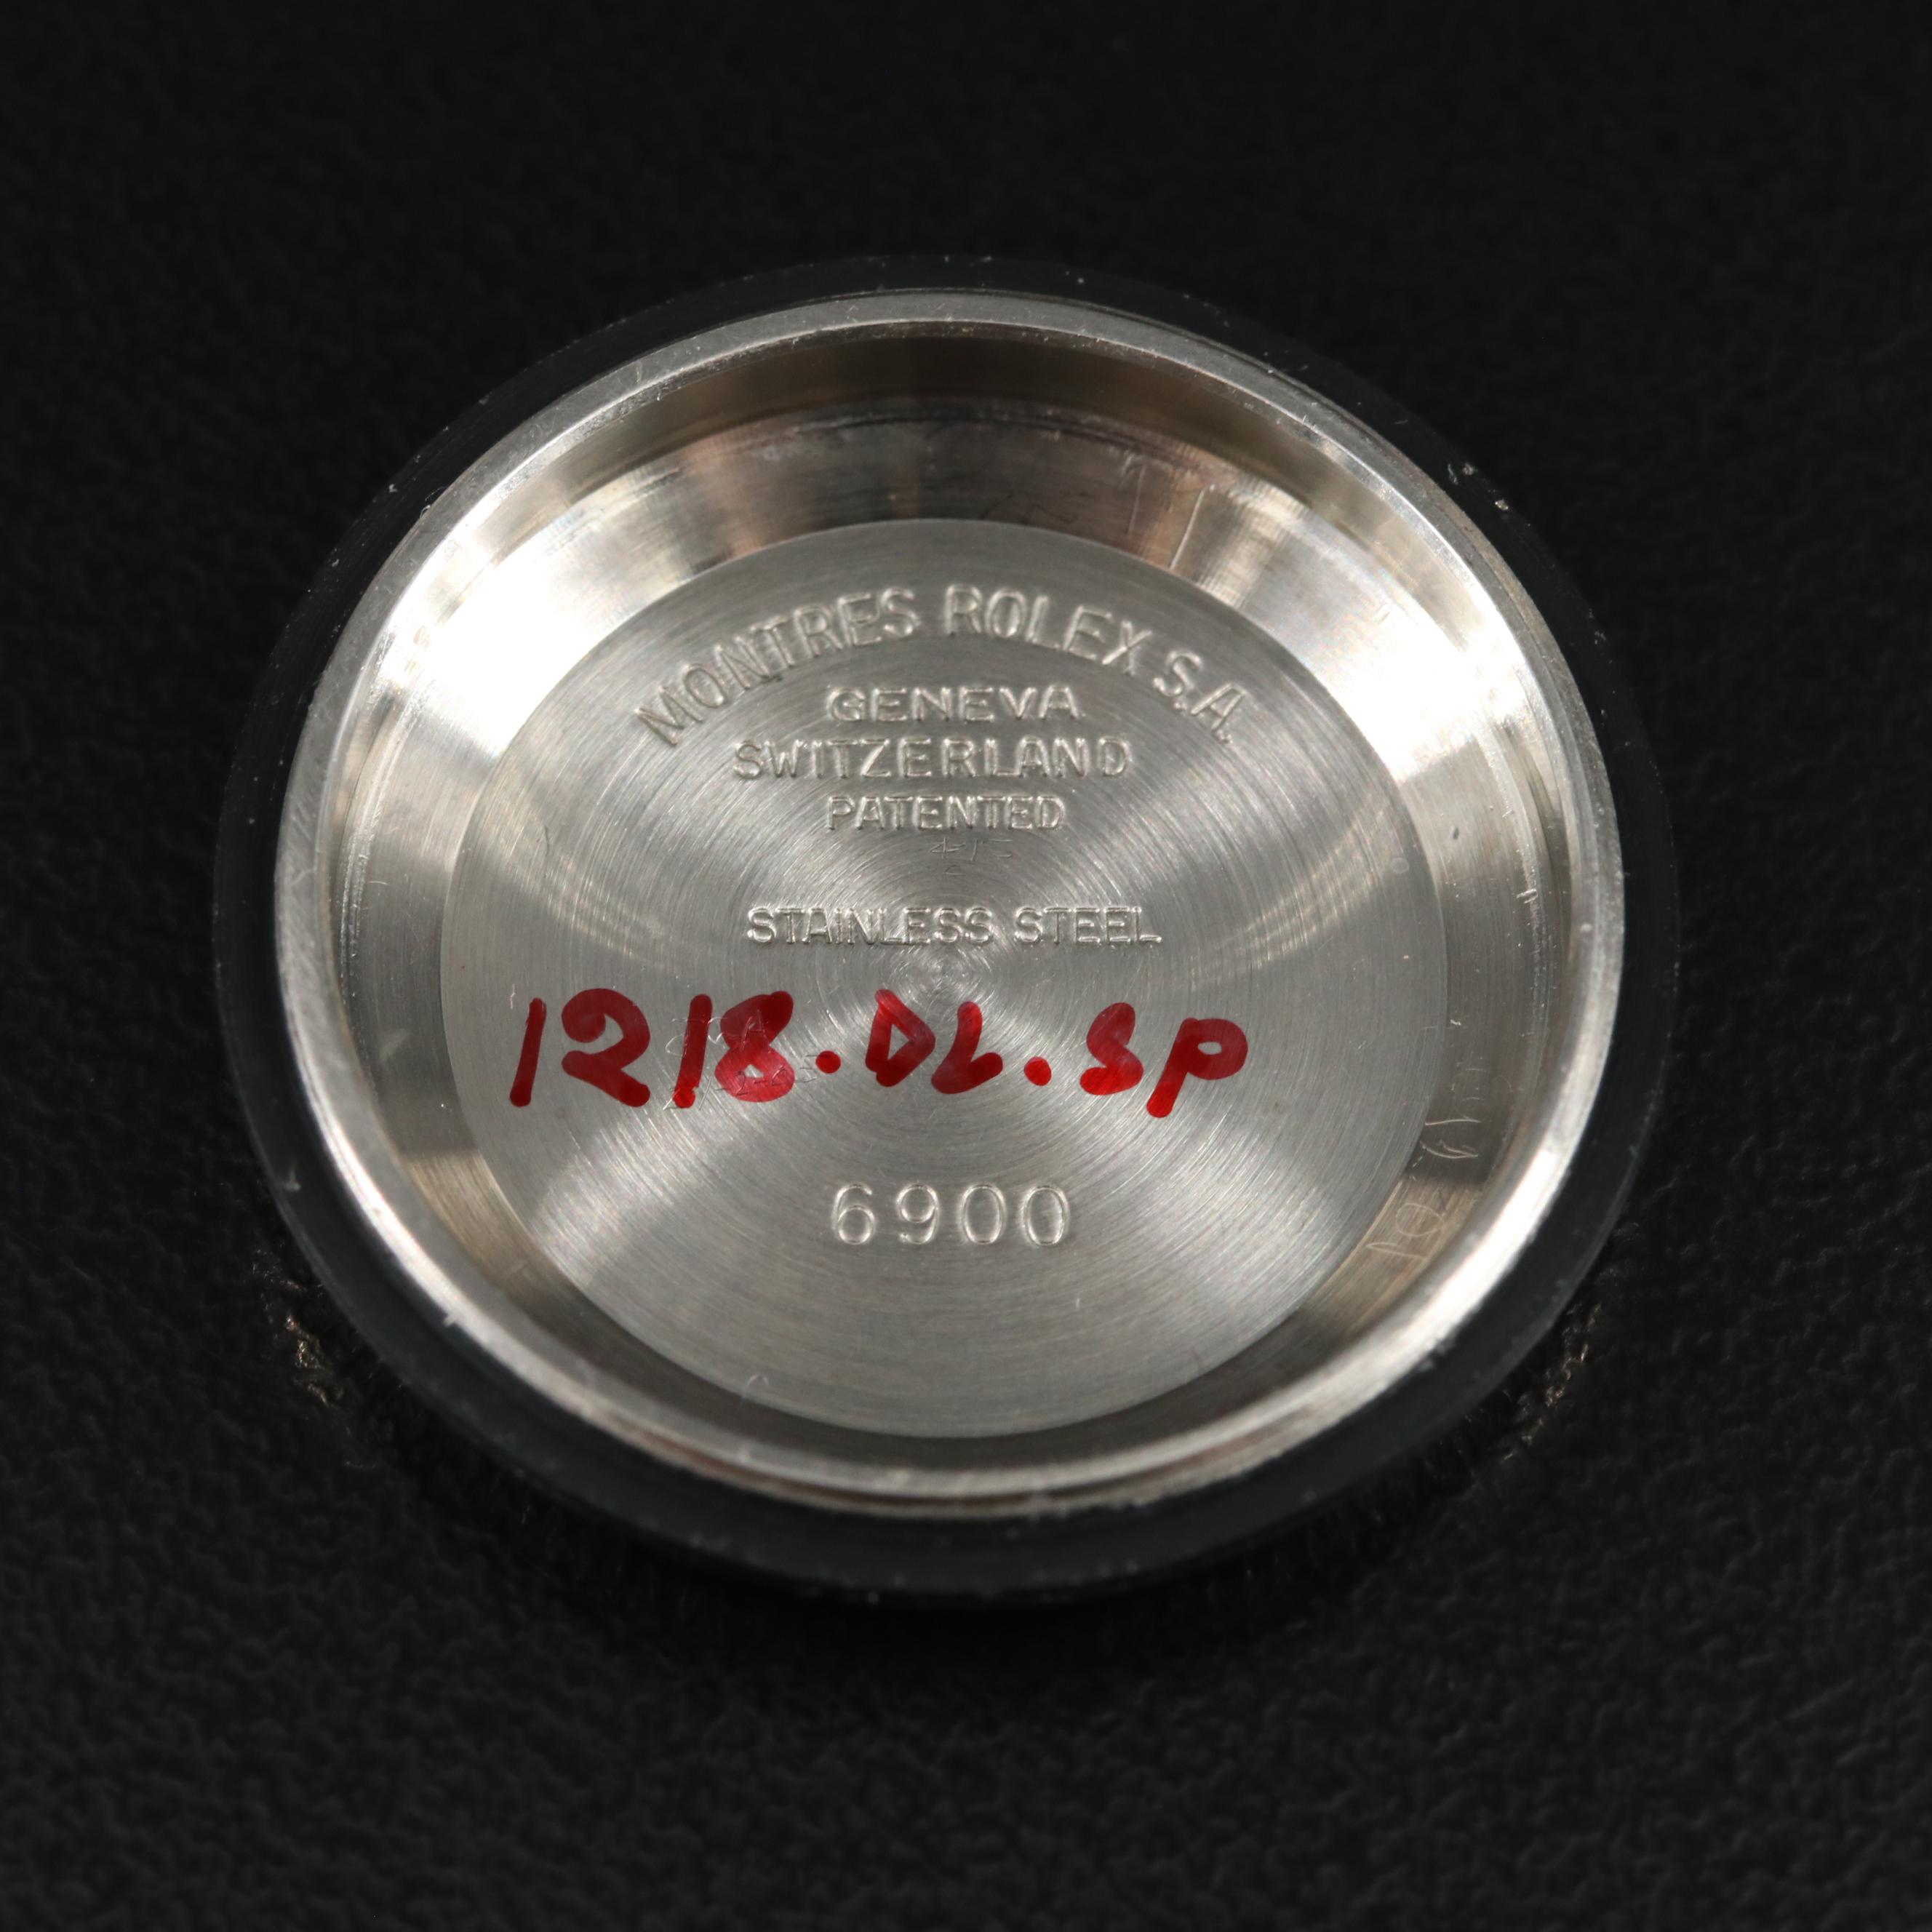 MONTRES ROLEX S.A.
GENEVA
SWITZERLAND
PATENTED
STAINLESS STEEL
1218.DL.SP
6900